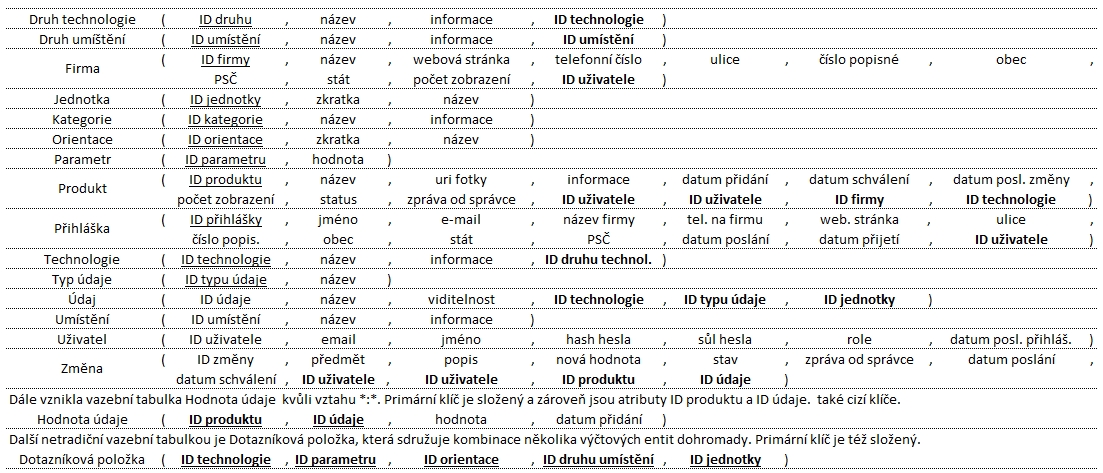 Druh technologie ( ID druhu , název , informace , ID technologie )
Druh umíštění ( ID umístění , název , informace , ID umístění )
Firma ( ID firmy , název , webová stránka , telefonní číslo , ulice , číslo popisné , obec ,
PSČ , stát , počet zobrazení , ID uživatele )
Jednotka ( ID jednotky , zkratka , název )
Kategorie ( ID kategorie , název , informace )
Orientace ( ID orientace , zkratka , název )
Parametr ( ID parametru , hodnota )
Produkt ( ID produktu , název , uri fotky , informace , datum přidání , datum schválení , datum posl. změny ,
počet zobrazení , status , zpráva od správce , ID uživatele , ID uživatele , ID firmy , ID technologie )
Přihláška ( ID přihlášky , jméno , e-mail , název firmy , tel. na firmu , web. stránka , ulice ,
číslo popis. , obec , stát , PSČ , datum poslání , datum přijetí , ID uživatele )
Technologie ( ID technologie , název , informace , ID druhu technol. )
Typ údaje ( ID typu údaje , název )
Údaj ( ID údaje , název , viditelnost , ID technologie , ID typu údaje , ID jednotky )
Umístění ( ID umístění , název , informace )
Uživatel ( ID uživatele , email , jméno , hash hesla , sůl hesla , role , datum posl. přihláš. )
Změna ( ID změny , předmět , popis , nová hodnota , stav , zpráva od správce , datum poslání ,
datum schválení , ID uživatele , ID uživatele , ID produktu , ID údaje )
Dále vznikla vazební tabulka Hodnota údaje kvůli vztahu *:*. Primární klíč je složený a zároveň jsou atributy ID produktu a ID údaje. také cizí klíče.
Hodnota údaje ( ID produktu , ID údaje , hodnota , datum přidání )
Další netradiční vazební tabulkou je Dotazníková položka, která sdružuje kombinace několika výčtových entit dohromady. Primární klíč je též složený.
Dotazníková položka ( ID technologie , ID parametru , ID orientace , ID druhu umístění , ID jednotky )